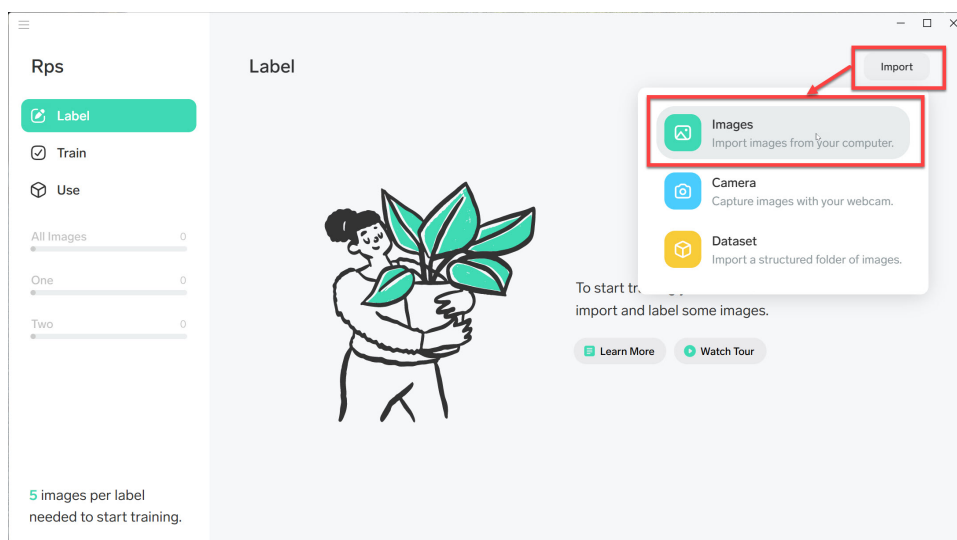 Rps
Label
Train
Use
All Images 0
One 0
Two 0
5 images per label
needed to start training.
Label
Import
Images
Import images from your computer.
Camera
Capture images with your webcam.
Dataset
Import a structured folder of images.
To start
import and label some images.
Learn More
Watch Tour